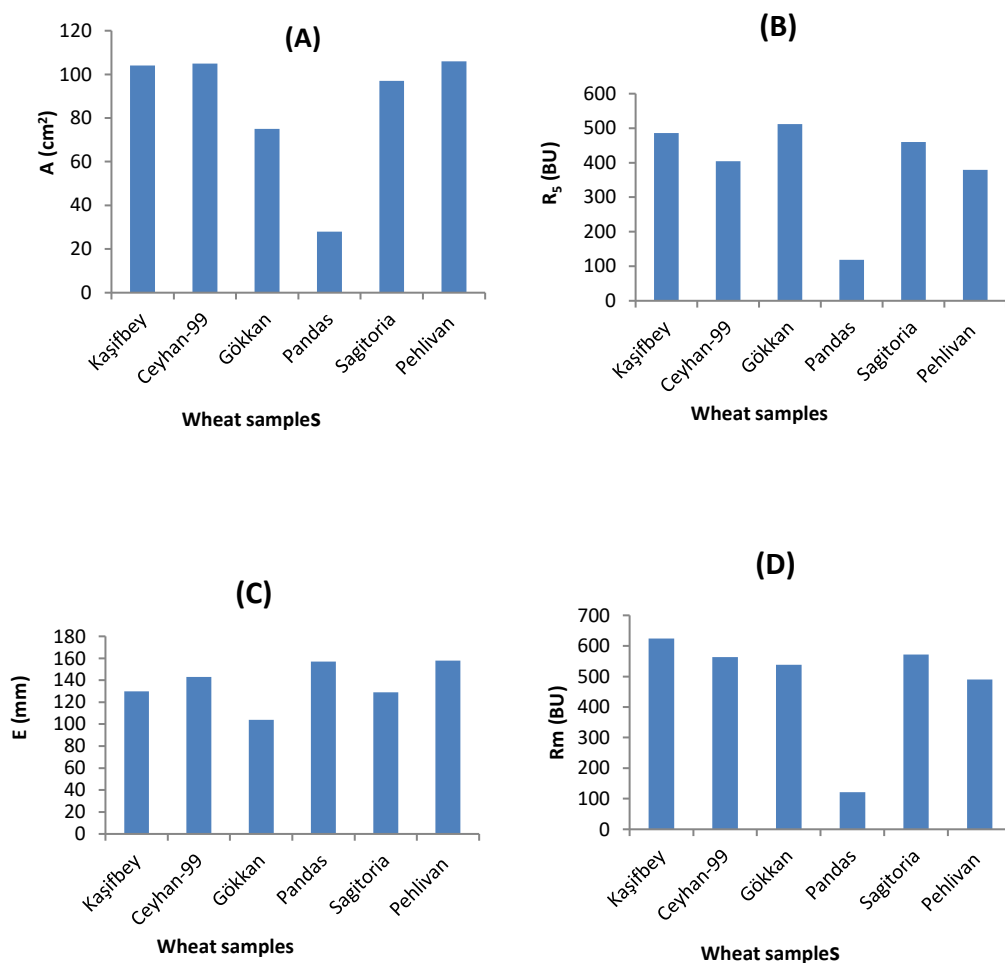 (A)
A (cm²)
120
100
80
60
40
20
0
Kaşifbey
Ceyhan-99
Gökkan
Pandas
Sagitoria
Pehlivan
Wheat samples
(B)
R₅ (BU)
600
500
400
300
200
100
0
Kaşifbey
Ceyhan-99
Gökkan
Pandas
Sagitoria
Pehlivan
Wheat samples
(C)
E (mm)
180
160
140
120
100
80
60
40
20
0
Kaşifbey
Ceyhan-99
Gökkan
Pandas
Sagitoria
Pehlivan
Wheat samples
(D)
Rm (BU)
700
600
500
400
300
200
100
0
Kaşifbey
Ceyhan-99
Gökkan
Pandas
Sagitoria
Pehlivan
Wheat samples